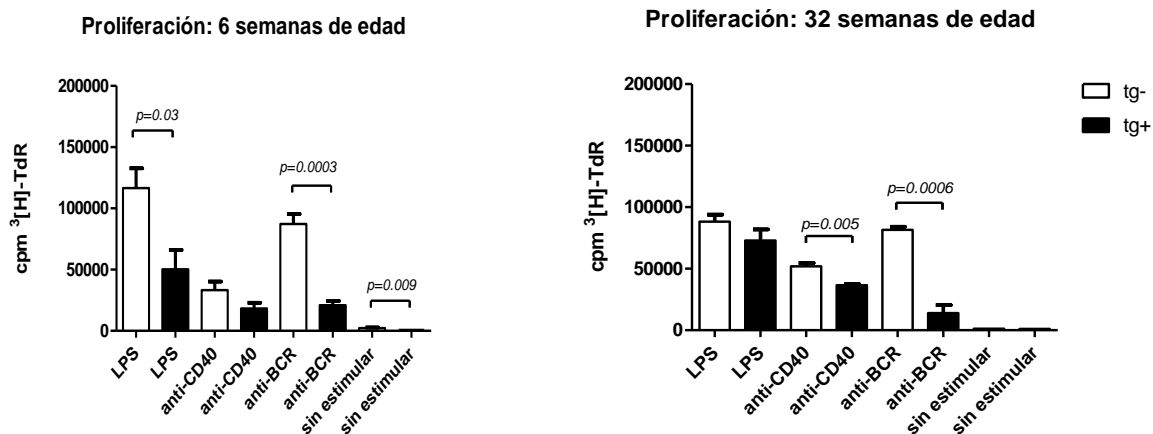 Proliferación: 6 semanas de edad
200000
150000
100000
50000
0
cpm ³[H]-TdR
p=0.03
p=0.0003
p=0.009
LPS
LPS
anti-CD40
anti-CD40
anti-BCR
anti-BCR
sin estimular
sin estimular
Proliferación: 32 semanas de edad
200000
150000
100000
50000
0
cpm ³[H]-TdR
p=0.005
p=0.0006
LPS
LPS
anti-CD40
anti-CD40
anti-BCR
anti-BCR
sin estimular
sin estimular
tg-
tg+